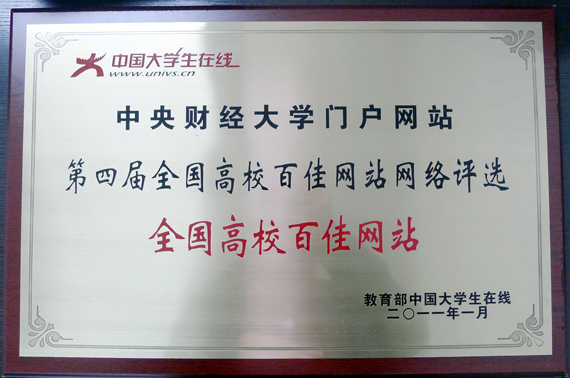 中国大学生在线
www.univs.cn
中央财经大学门户网站
第四届全国高校百佳网站网络评选
全国高校百佳网站
教育部中国大学生在线
二〇一一年一月